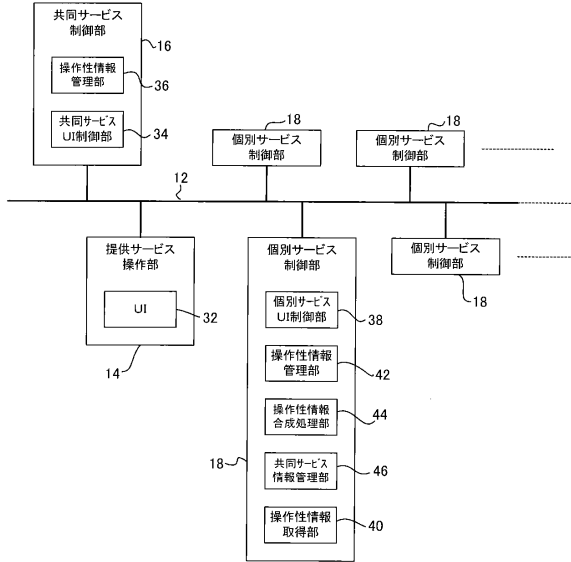 共同サービス
制御部
16
操作性情報
管理部
36
共同サービス
UI制御部
34
18
個別サービス
制御部
18
個別サービス
制御部
12
提供サービス
操作部
UI
32
14
個別サービス
制御部
個別サービス
UI制御部
38
操作性情報
管理部
42
操作性情報
合成処理部
44
共同サービス
情報管理部
46
操作性情報
取得部
40
18
個別サービス
制御部
18